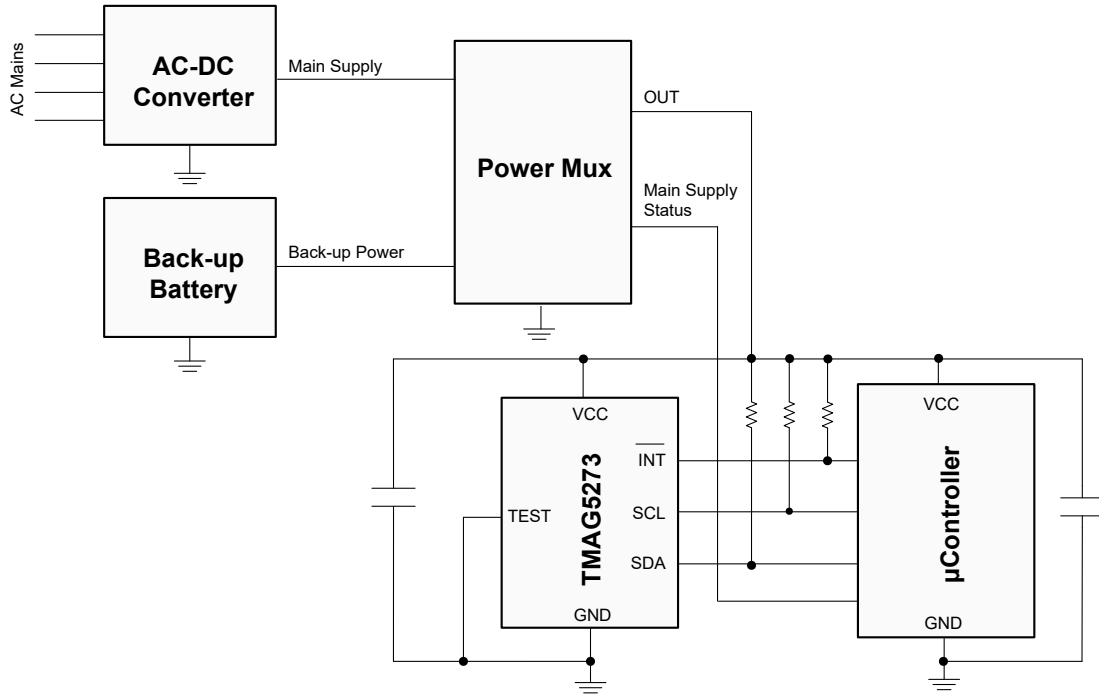 AC Mains
AC-DC
Converter
Main Supply
Back-up
Battery
Back-up Power
Power Mux
OUT
Main Supply
Status
VCC
TEST
TMAG5273
INT
SCL
SDA
GND
VCC
µController
GND